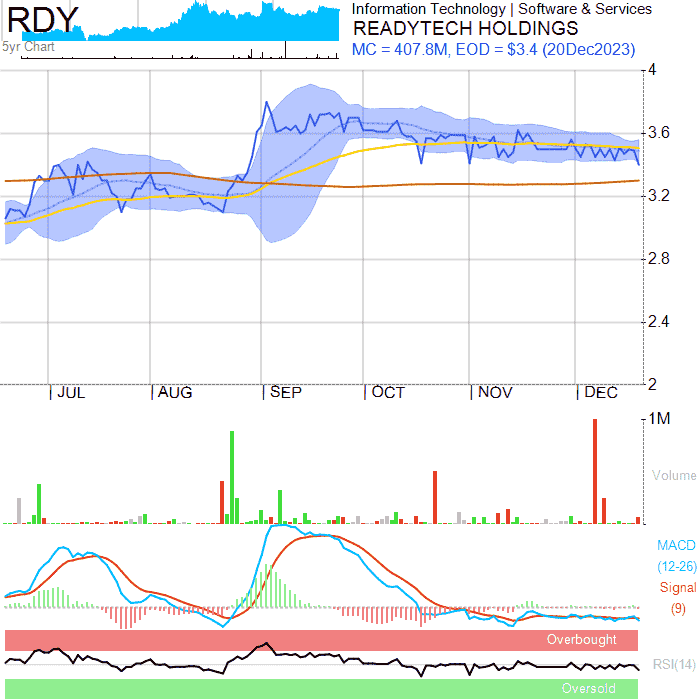 RDY
5yr Chart
Information Technology | Software & Services
READYTECH HOLDINGS
MC = 407.8M, EOD = $3.4 (20Dec2023)
4
3.6
3.2
2.8
2.4
2
| JUL | AUG | SEP | OCT | NOV | DEC
1M
Volume
MACD
(12-26)
Signal
(9)
Overbought
RSI(14)
Oversold